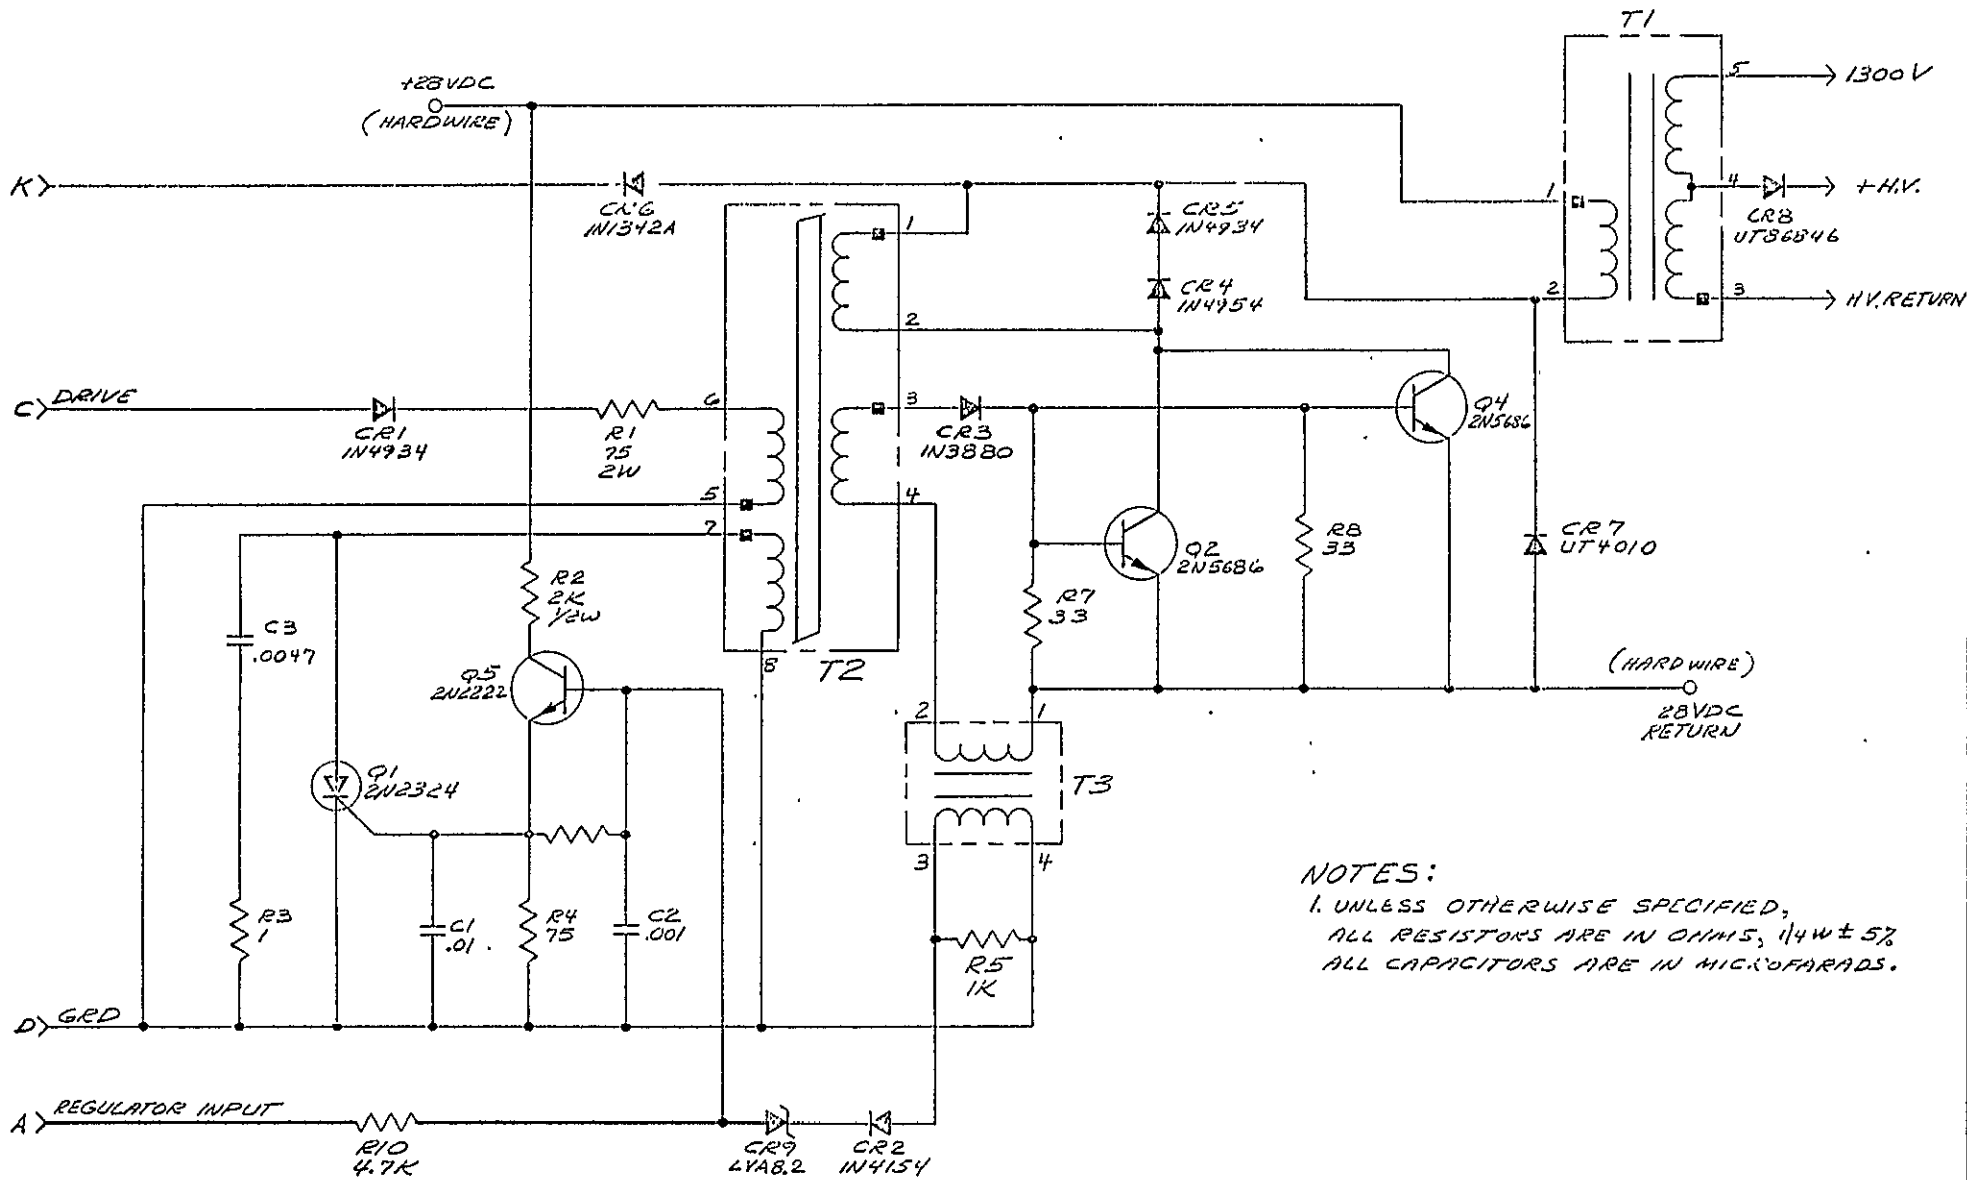 T1
5
1300V
+28VDC
(HARDWIRE)
K
CR6
1N1342A
1
CR5
1N4934
1
4
+H.V.
CR8
UT86846
CR4
1N4954
2
2
3
H.V. RETURN
C
DRIVE
CR1
1N4934
R1
75
2W
6
3
CR3
1N3880
Q4
2N5686
5
4
7
R2
2K
1/2W
Q2
2N5686
R8
33
CR7
UT4010
R7
33
C3
.0047
Q5
2N2222
8
T2
(HARDWIRE)
28VDC
RETURN
2
1
Q1
2N2324
T3
3
4
R3
1
C1
.01
R4
75
C2
.001
R5
1K
NOTES:
1. UNLESS OTHERWISE SPECIFIED,
ALL RESISTORS ARE IN OHMS, 1/4W ± 5%
ALL CAPACITORS ARE IN MICROFARADS.
D
GRD
A
REGULATOR INPUT
R10
4.7K
CR9
LVA8.2
CR2
1N4154